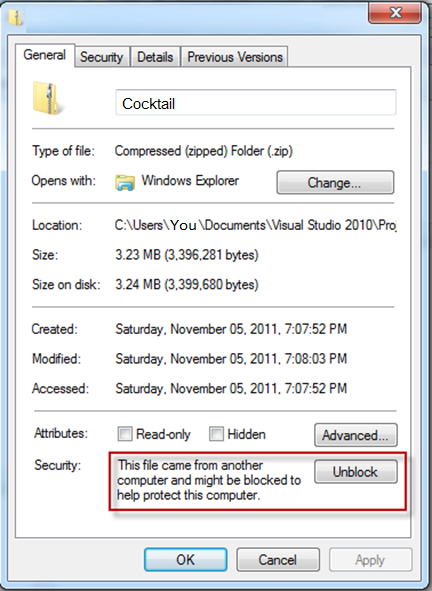 General Security Details Previous Versions
Cocktail
Type of file: Compressed (zipped) Folder (.zip)
Opens with: Windows Explorer Change...
Location: C:\Users\You\Documents\Visual Studio 2010\Proj
Size: 3.23 MB (3,396,281 bytes)
Size on disk: 3.24 MB (3,399,680 bytes)
Created: Saturday, November 05, 2011, 7:07:52 PM
Modified: Saturday, November 05, 2011, 7:08:03 PM
Accessed: Saturday, November 05, 2011, 7:07:52 PM
Attributes: Read-only Hidden Advanced...
Security: This file came from another
computer and might be blocked to
help protect this computer.
Unblock
OK Cancel Apply